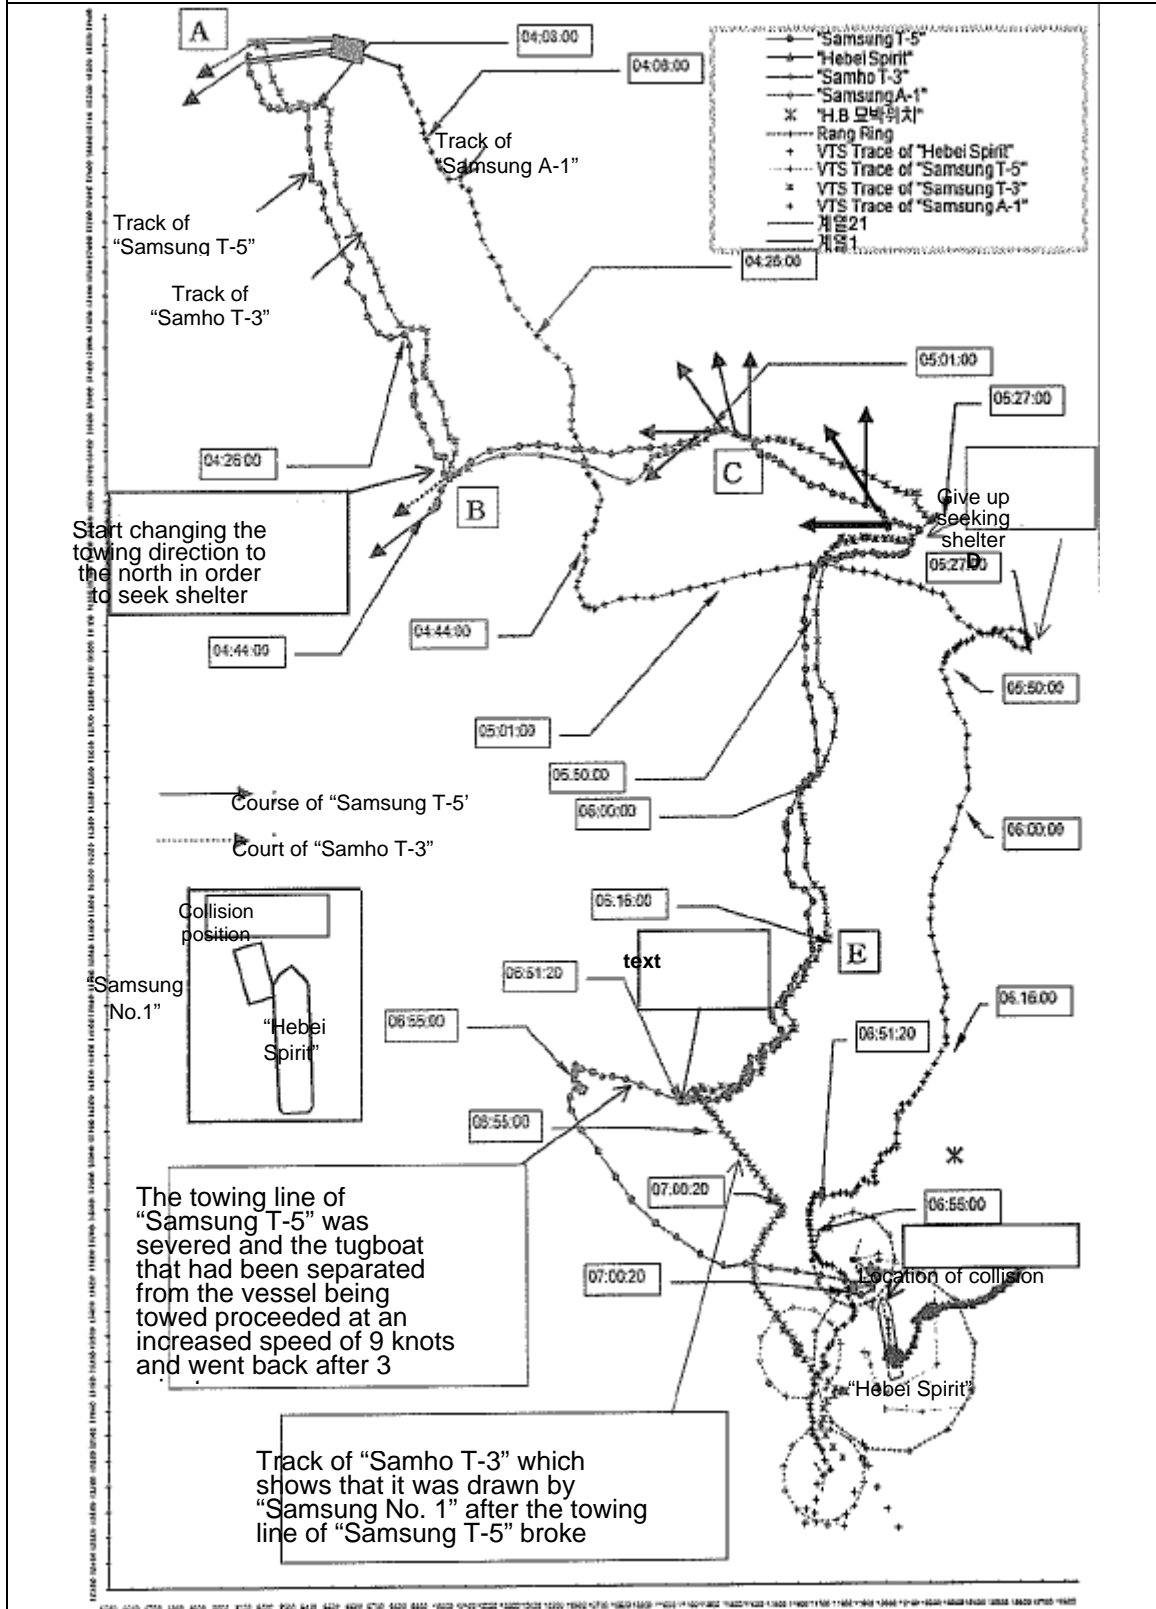 A
04:03:00
04:08:00
"Samsung T-5"
"Hebei Spirit"
"Samho T-3"
"Samsung A-1"
"H.B 묘박위치"
Rang Ring
VTS Trace of "Hebei Spirit"
VTS Trace of "Samsung T-5"
VTS Trace of "Samsung T-3"
VTS Trace of "Samsung A-1"
계열21
계열1
Track of
“Samsung A-1”
Track of
“Samsung T-5”
Track of
“Samho T-3”
04:26:00
05:01:00
05:27:00
04:26:00
C
B
Give up
seeking
shelter
D
05:27:00
Start changing the
towing direction to
the north in order
to seek shelter
04:44:00
04:44:00
05:50:00
05:01:00
05:50:00
06:00:00
06:00:00
Course of “Samsung T-5’
Court of “Samho T-3”
06:16:00
E
Collision
position
“Samsung
No.1”
“Hebei
Spirit”
text
06:51:20
06:16:00
06:55:00
06:51:20
06:55:00
07:00:20
06:55:00
The towing line of
“Samsung T-5” was
severed and the tugboat
that had been separated
from the vessel being
towed proceeded at an
increased speed of 9 knots
and went back after 3
07:00:20
Location of collision
“Hebei Spirit”
Track of “Samho T-3” which
shows that it was drawn by
“Samsung No. 1” after the towing
line of “Samsung T-5” broke